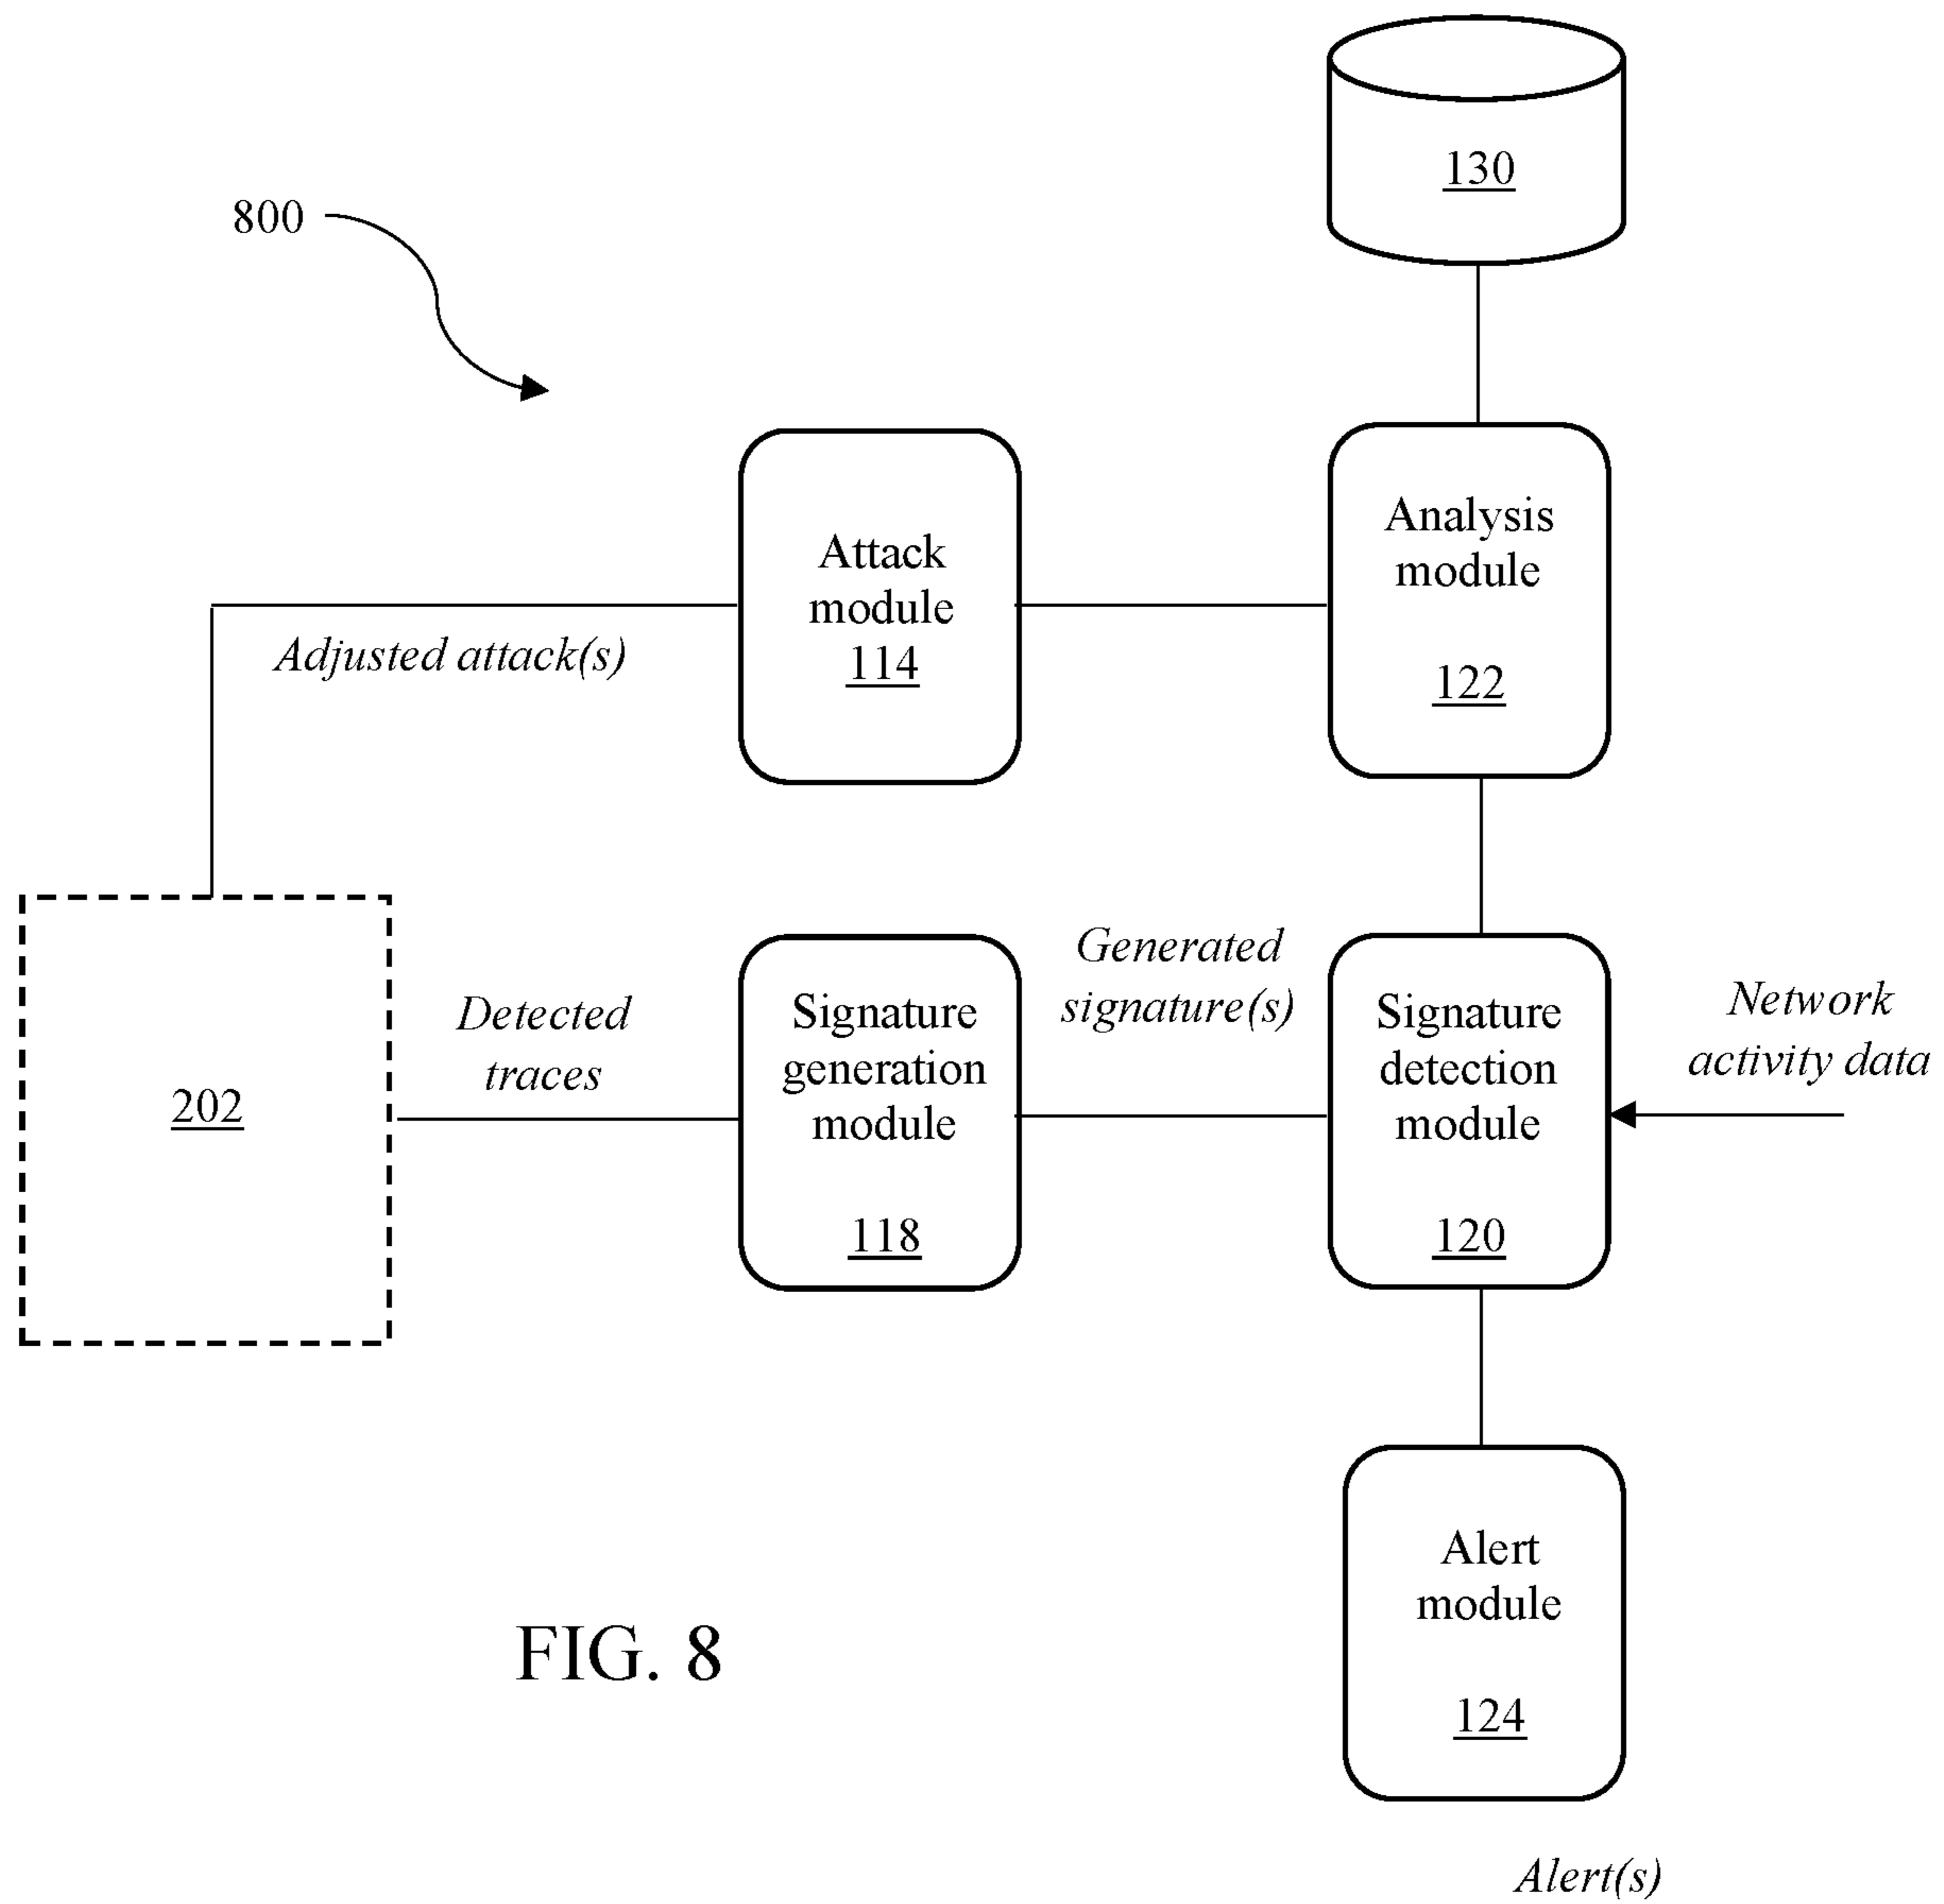 130
800
Attack
module
114
Analysis
module
122
Adjusted attack(s)
202
Detected
traces
Signature
generation
module
118
Generated
signature(s)
Signature
detection
module
120
Network
activity data
Alert
module
124
FIG. 8
Alert(s)